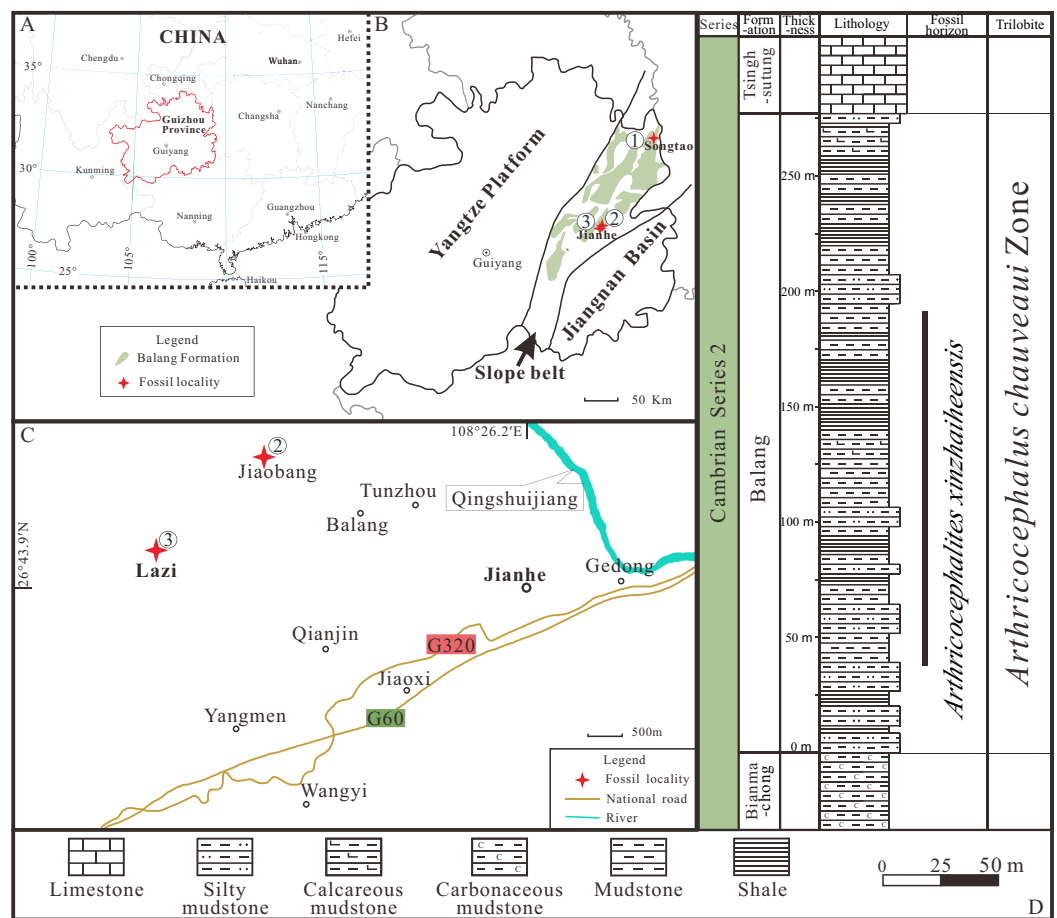 A
CHINA
Hefei
Chengdu
Wuhan
Chongqing
35°
Nanchang
Guizhou
Province
Changsha
Guiyang
30°
Kunming
Nanning
Guangzhou
Hongkong
Haikou
100°
25°
105°
115°
Legend
Balang Formation
Fossil locality
B
Yangtze Platform
① Songtao
③ ②
Jianhe
Guiyang
Jiangnan Basin
Slope belt
50 Km
C
108°26.2′E
②
Jiaobang
Tunzhou
Qingshuijiang
Balang
③
Lazi
26°43.9′N
Jianhe
Gedong
Qianjin
G320
Jiaoxi
G60
Yangmen
500m
Wangyi
Legend
Fossil locality
National road
River
Series
Form
-ation
Thick
-ness
Lithology
Fossil
horizon
Trilobite
Cambrian Series 2
Tsingh
-sutung
Balang
Bianma
-chong
250 m
200 m
150 m
100 m
50 m
0 m
Arthricocephalites xinzhaiheensis
Arthricocephalus chauveaui Zone
C C
C C
C C
C C
C C
C C
Limestone
Silty
mudstone
Calcareous
mudstone
C
C
C
Carbonaceous
mudstone
Mudstone
Shale
0 25 50 m
D